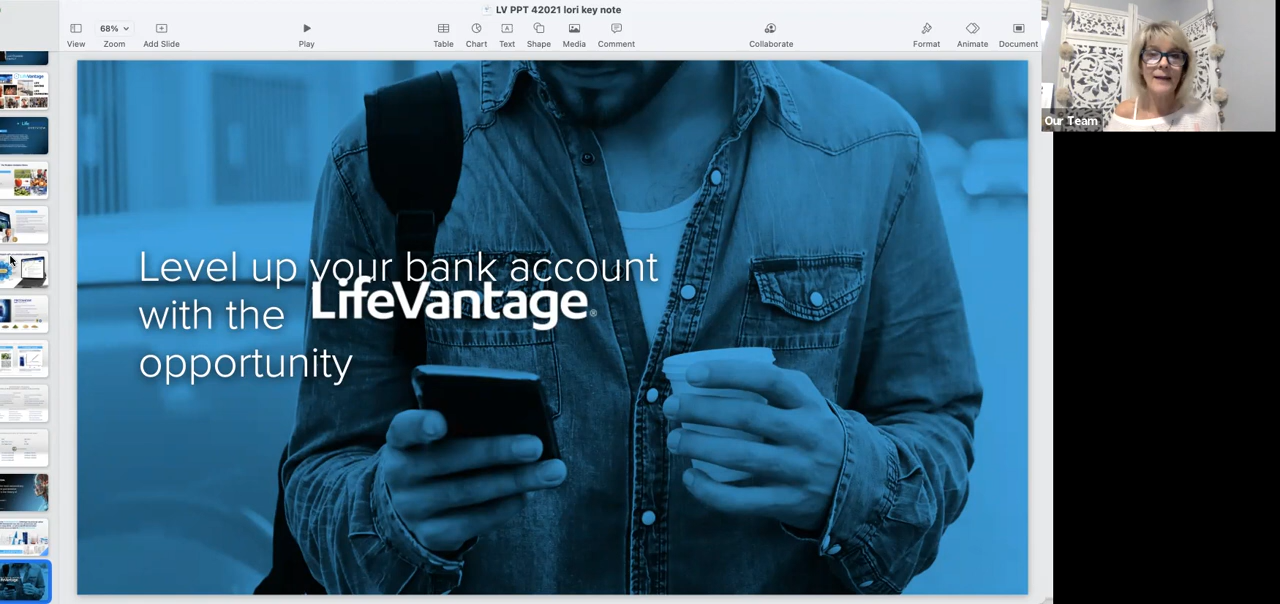 LV PPT 42021 lori key note
68%
View
Zoom
Add Slide
Play
Table
Chart
Text
Shape
Media
Comment
Collaborate
Format
Animate
Document
Our Team
Level up your bank account
with the LifeVantage®
opportunity